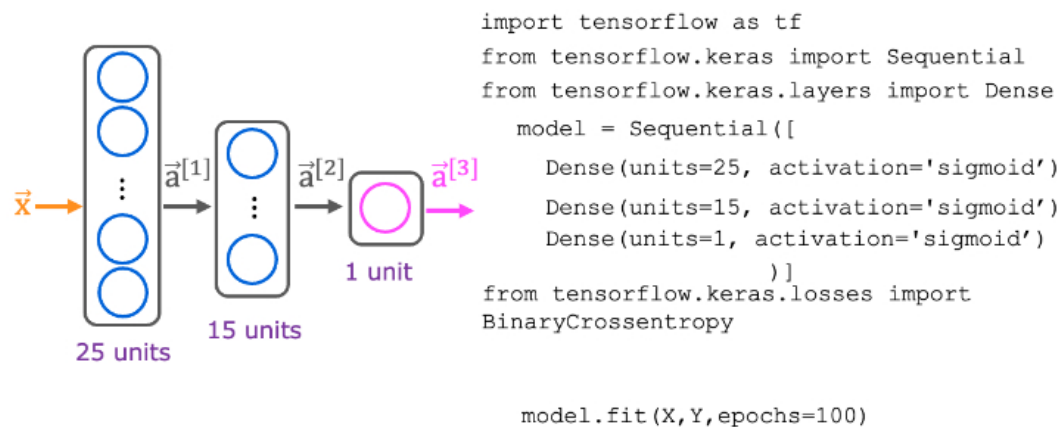 import tensorflow as tf
from tensorflow.keras import Sequential
from tensorflow.keras.layers import Dense
model = Sequential([
Dense(units=25, activation='sigmoid’)
Dense(units=15, activation='sigmoid’)
Dense(units=1, activation='sigmoid’)
)]
from tensorflow.keras.losses import
BinaryCrossentropy
model.fit(X,Y,epochs=100)
x⃗
a⃗[1]
a⃗[2]
a⃗[3]
25 units
15 units
1 unit